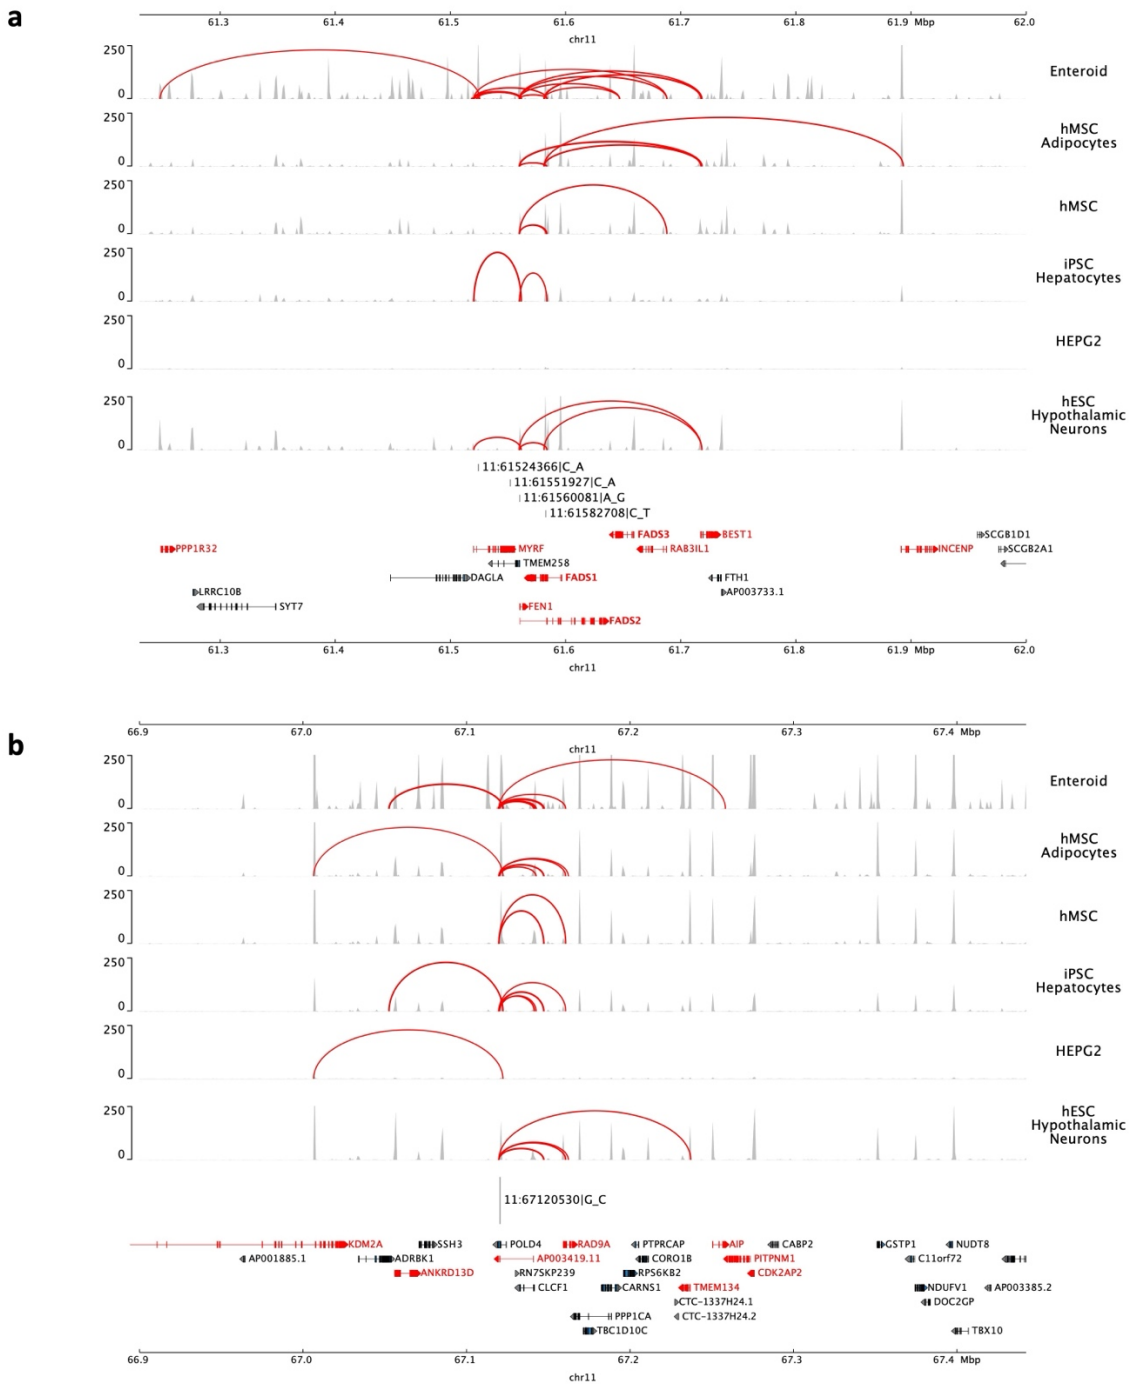 a
61.3 61.4 61.5 61.6 61.7 61.8 61.9 Mbp 62.0
chr11
250
0
Enteroid
250
0
hMSC
Adipocytes
250
0
hMSC
250
0
iPSC
Hepatocytes
250
0
HEPG2
250
0
hESC
Hypothalamic
Neurons
11:61524366|C_A
11:61551927|C_A
11:61560081|A_G
11:61582708|C_T
FADS3 BEST1 SCGB1D1
PPP1R32 MYRF RAB3IL1 INCENP SCGB2A1
TMEM258
DAGLA FADS1 FTH1
LRRC10B AP003733.1
SYT7 FEN1
FADS2
61.3 61.4 61.5 61.6 61.7 61.8 61.9 Mbp 62.0
chr11
b
66.9 67.0 67.1 67.2 67.3 67.4 Mbp
chr11
250
0
Enteroid
250
0
hMSC
Adipocytes
250
0
hMSC
250
0
iPSC
Hepatocytes
250
0
HEPG2
250
0
hESC
Hypothalamic
Neurons
11:67120530|G_C
KDM2A SSH3 POLD4 RAD9A PTPRCAP AIP CABP2 GSTP1 NUDT8
AP001885.1 ADRBK1 AP003419.11 CORO1B PITPNM1 C11orf72
ANKRD13D RN7SKP239 RPS6KB2 CDK2AP2
CLCF1 CARNS1 TMEM134 NDUFV1 AP003385.2
CTC-1337H24.1 DOC2GP
PPP1CA CTC-1337H24.2
TBC1D10C TBX10
66.9 67.0 67.1 67.2 67.3 67.4 Mbp
chr11